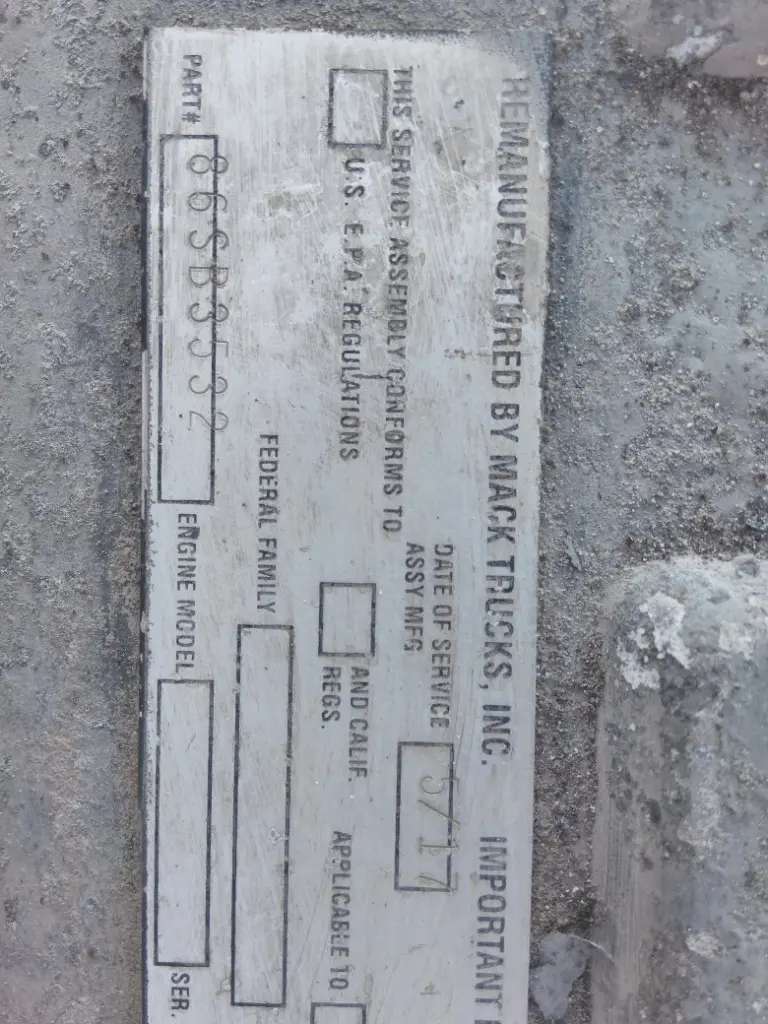 REMANUFACTURED BY MACK TRUCKS, INC. IMPORTANT
DATE OF SERVICE
ASSY MFG 5/17
THIS SERVICE ASSEMBLY CONFORMS TO
U.S. E.P.A. REGULATIONS
AND CALIF.
REGS.
APPLICABLE TO
FEDERAL FAMILY
PART# 86SB3532 ENGINE MODEL SER.